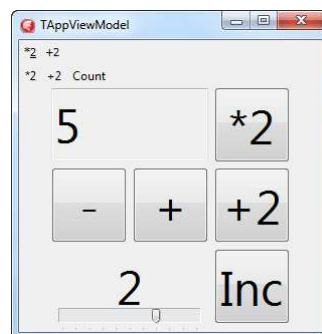 TAppViewModel
*2 +2
*2 +2 Count
5 *2
- + +2
2 Inc